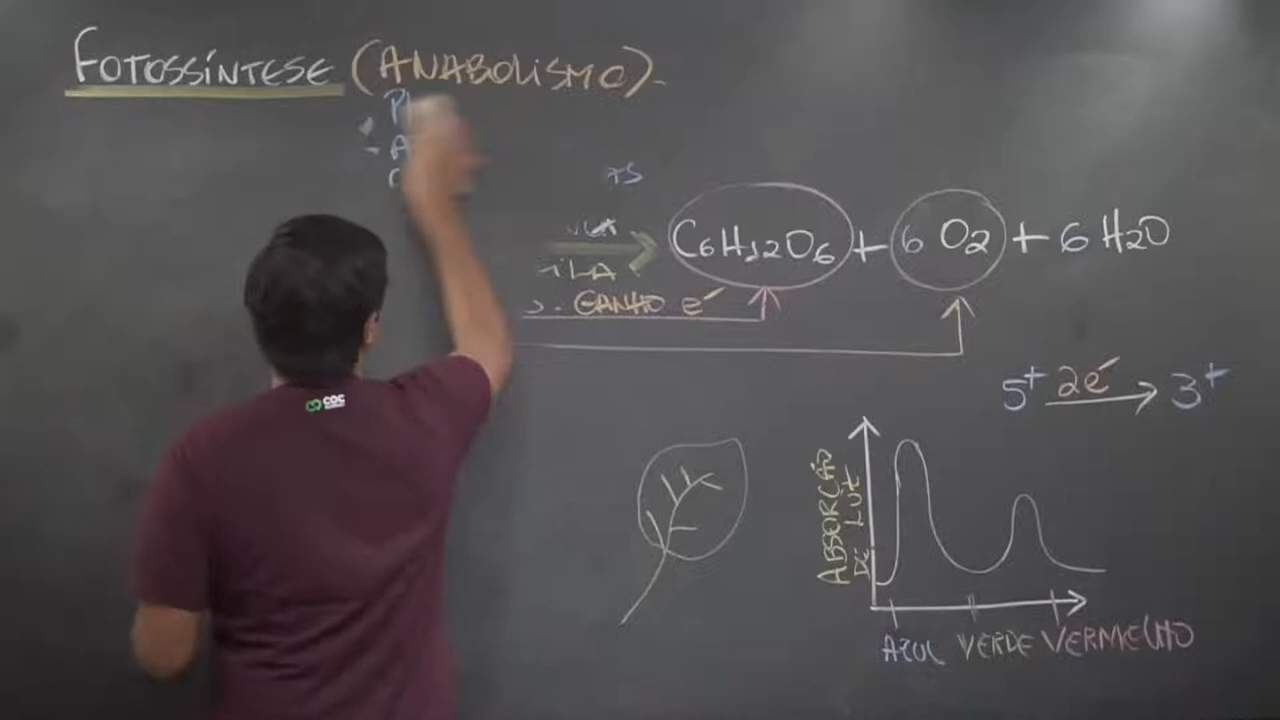 FOTOSSÍNTESE (ANABOLISMO)
C6H12O6 + 6 O2 + 6 H2O
GANHO e⁻
5+ 2e⁻ → 3+
ABSORÇÃO
DE LUZ
AZUL VERDE VERMELHO
COC